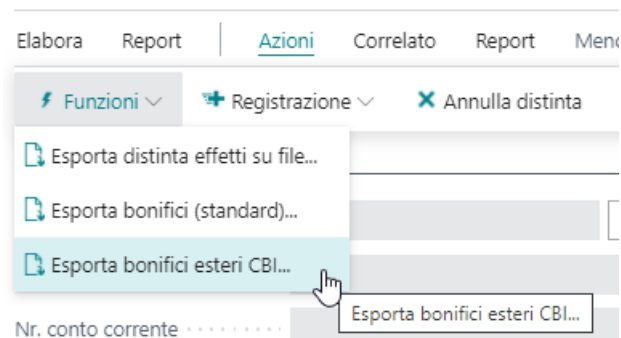 Elabora Report Azioni Correlato Report
Funzioni Registrazione Annulla distinta
Esporta distinta effetti su file...
Esporta bonifici (standard)...
Esporta bonifici esteri CBI...
Esporta bonifici esteri CBI...
Nr. conto corrente